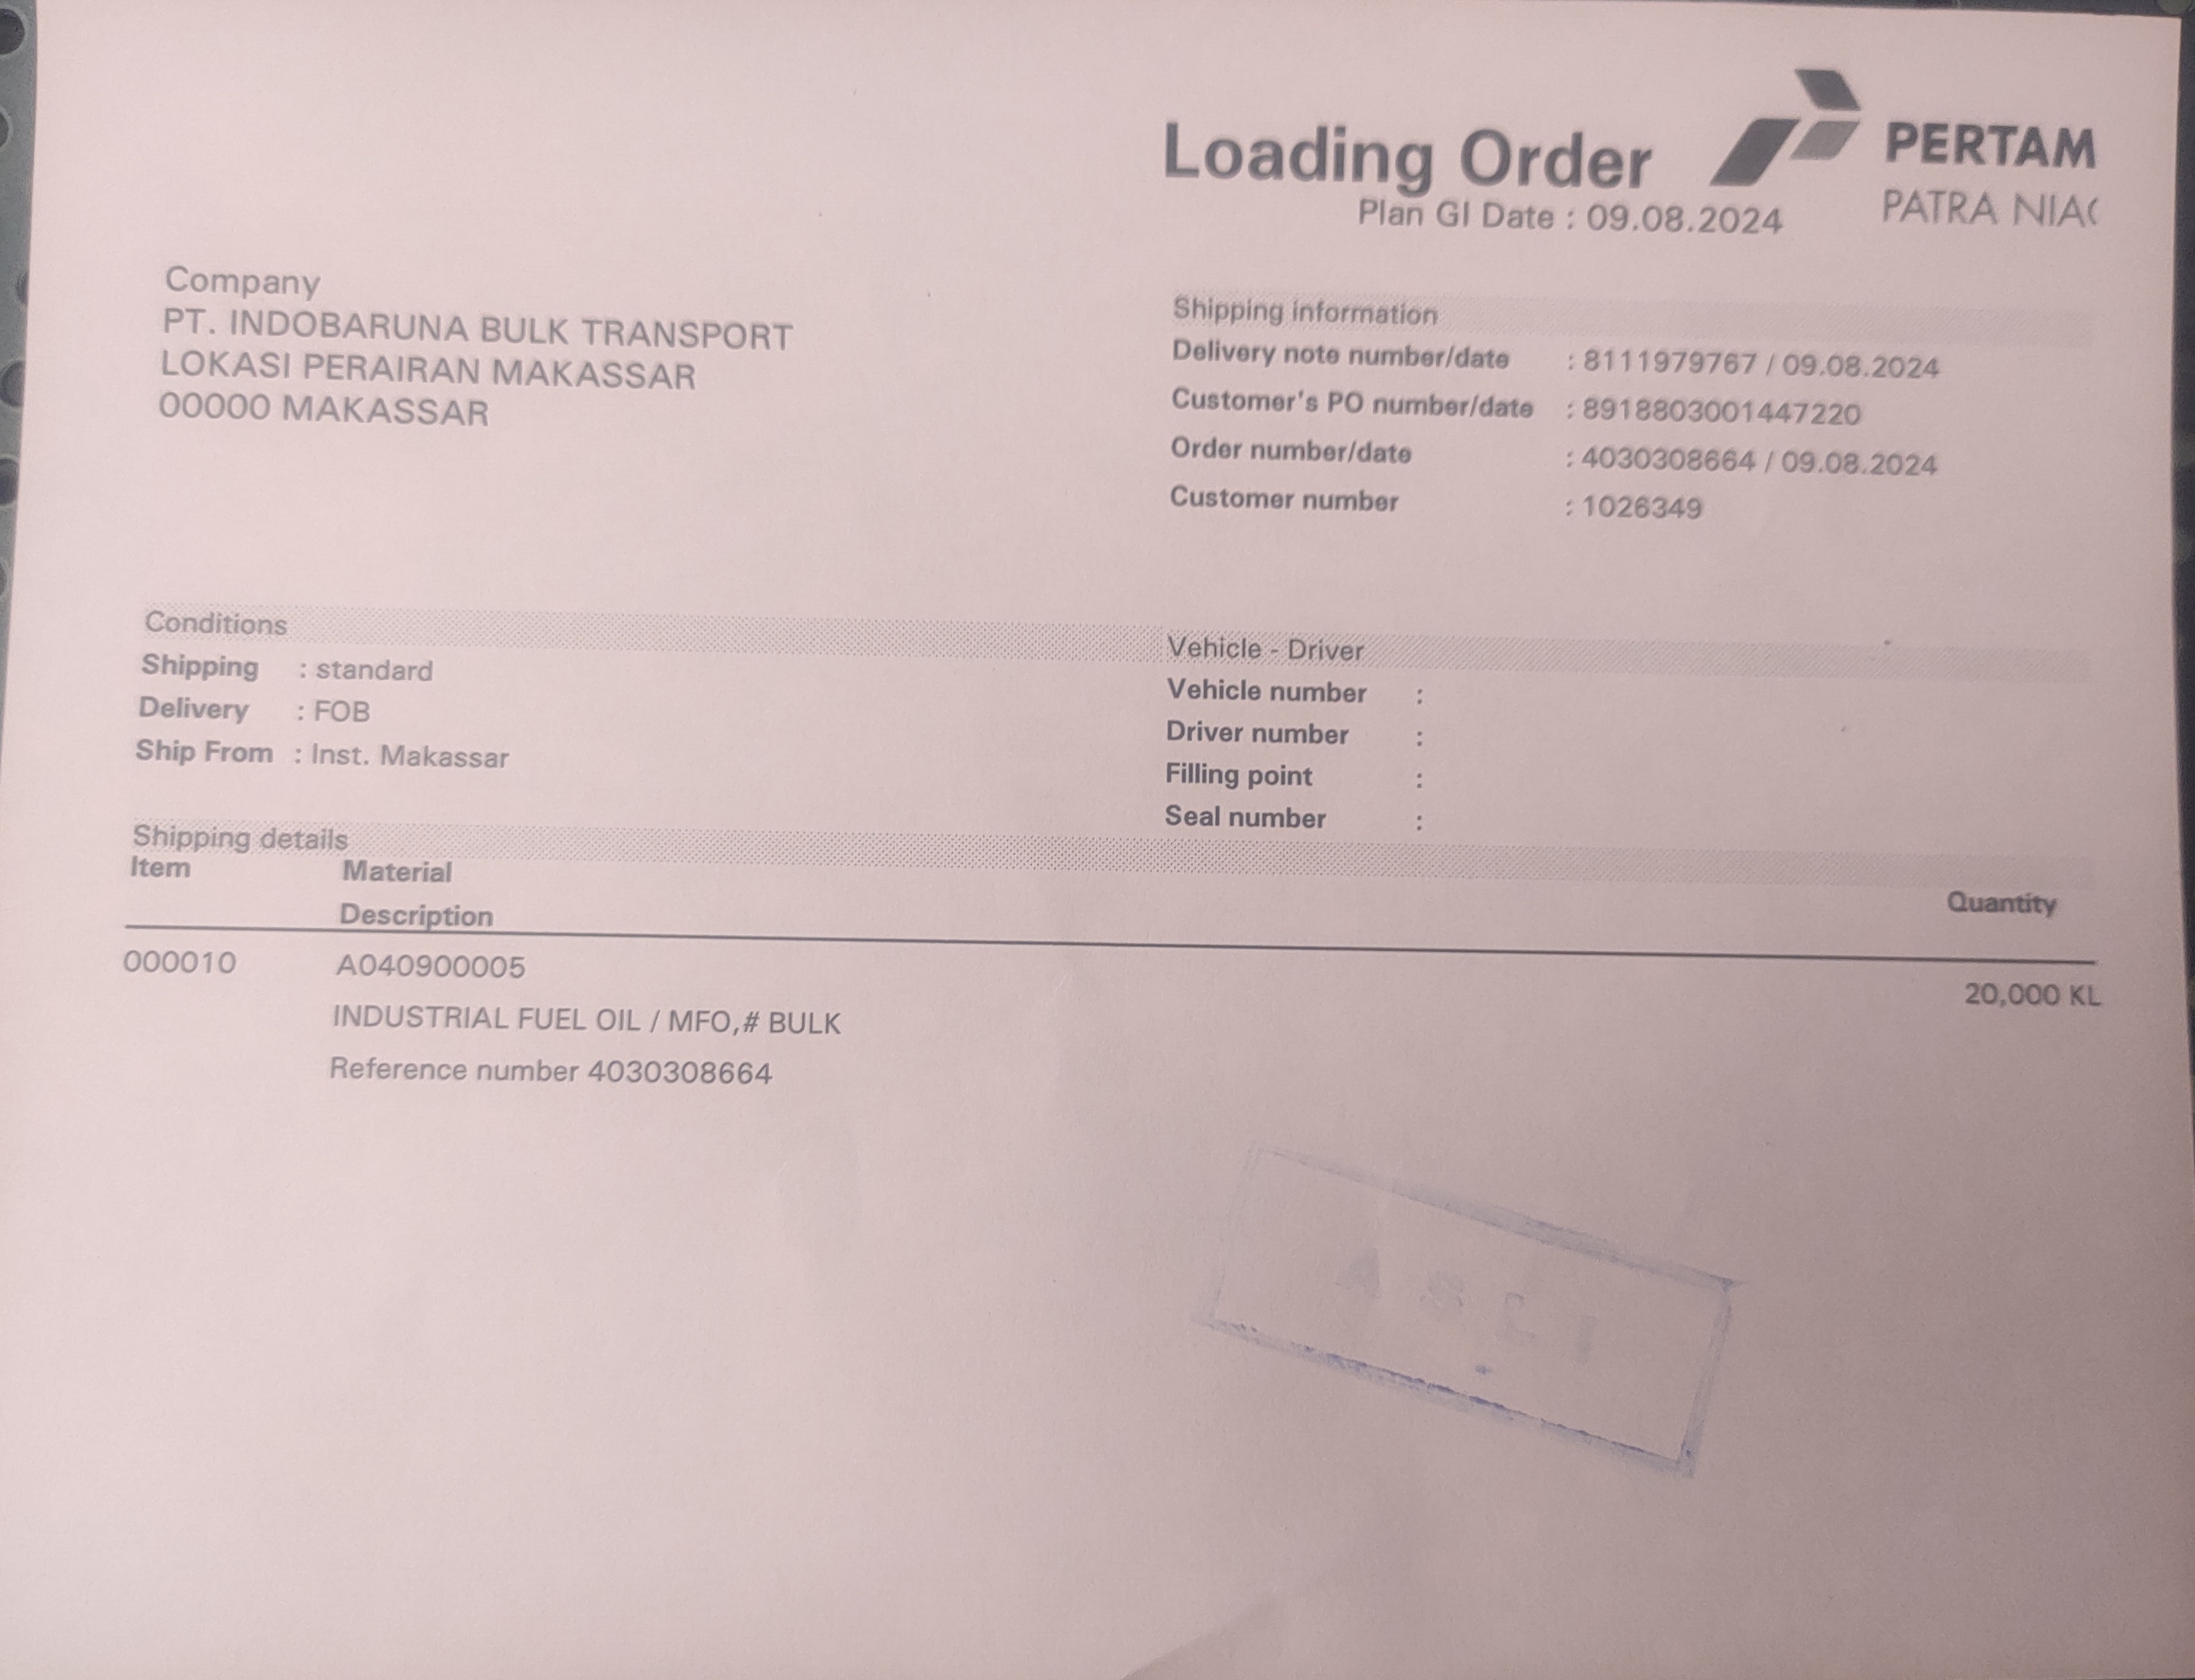 Loading Order
PERTAM
PATRA NIA
Plan GI Date : 09.08.2024
Company
PT. INDOBARUNA BULK TRANSPORT
LOKASI PERAIRAN MAKASSAR
00000 MAKASSAR
Shipping information
Delivery note number/date : 8111979767 / 09.08.2024
Customer's PO number/date : 8918803001447220
Order number/date : 4030308664 / 09.08.2024
Customer number : 1026349
Conditions
Shipping : standard
Delivery : FOB
Ship From : Inst. Makassar
Vehicle - Driver
Vehicle number :
Driver number :
Filling point :
Seal number :
Shipping details
Item Material Quantity
Description
000010 A040900005 20,000 KL
INDUSTRIAL FUEL OIL / MFO,# BULK
Reference number 4030308664